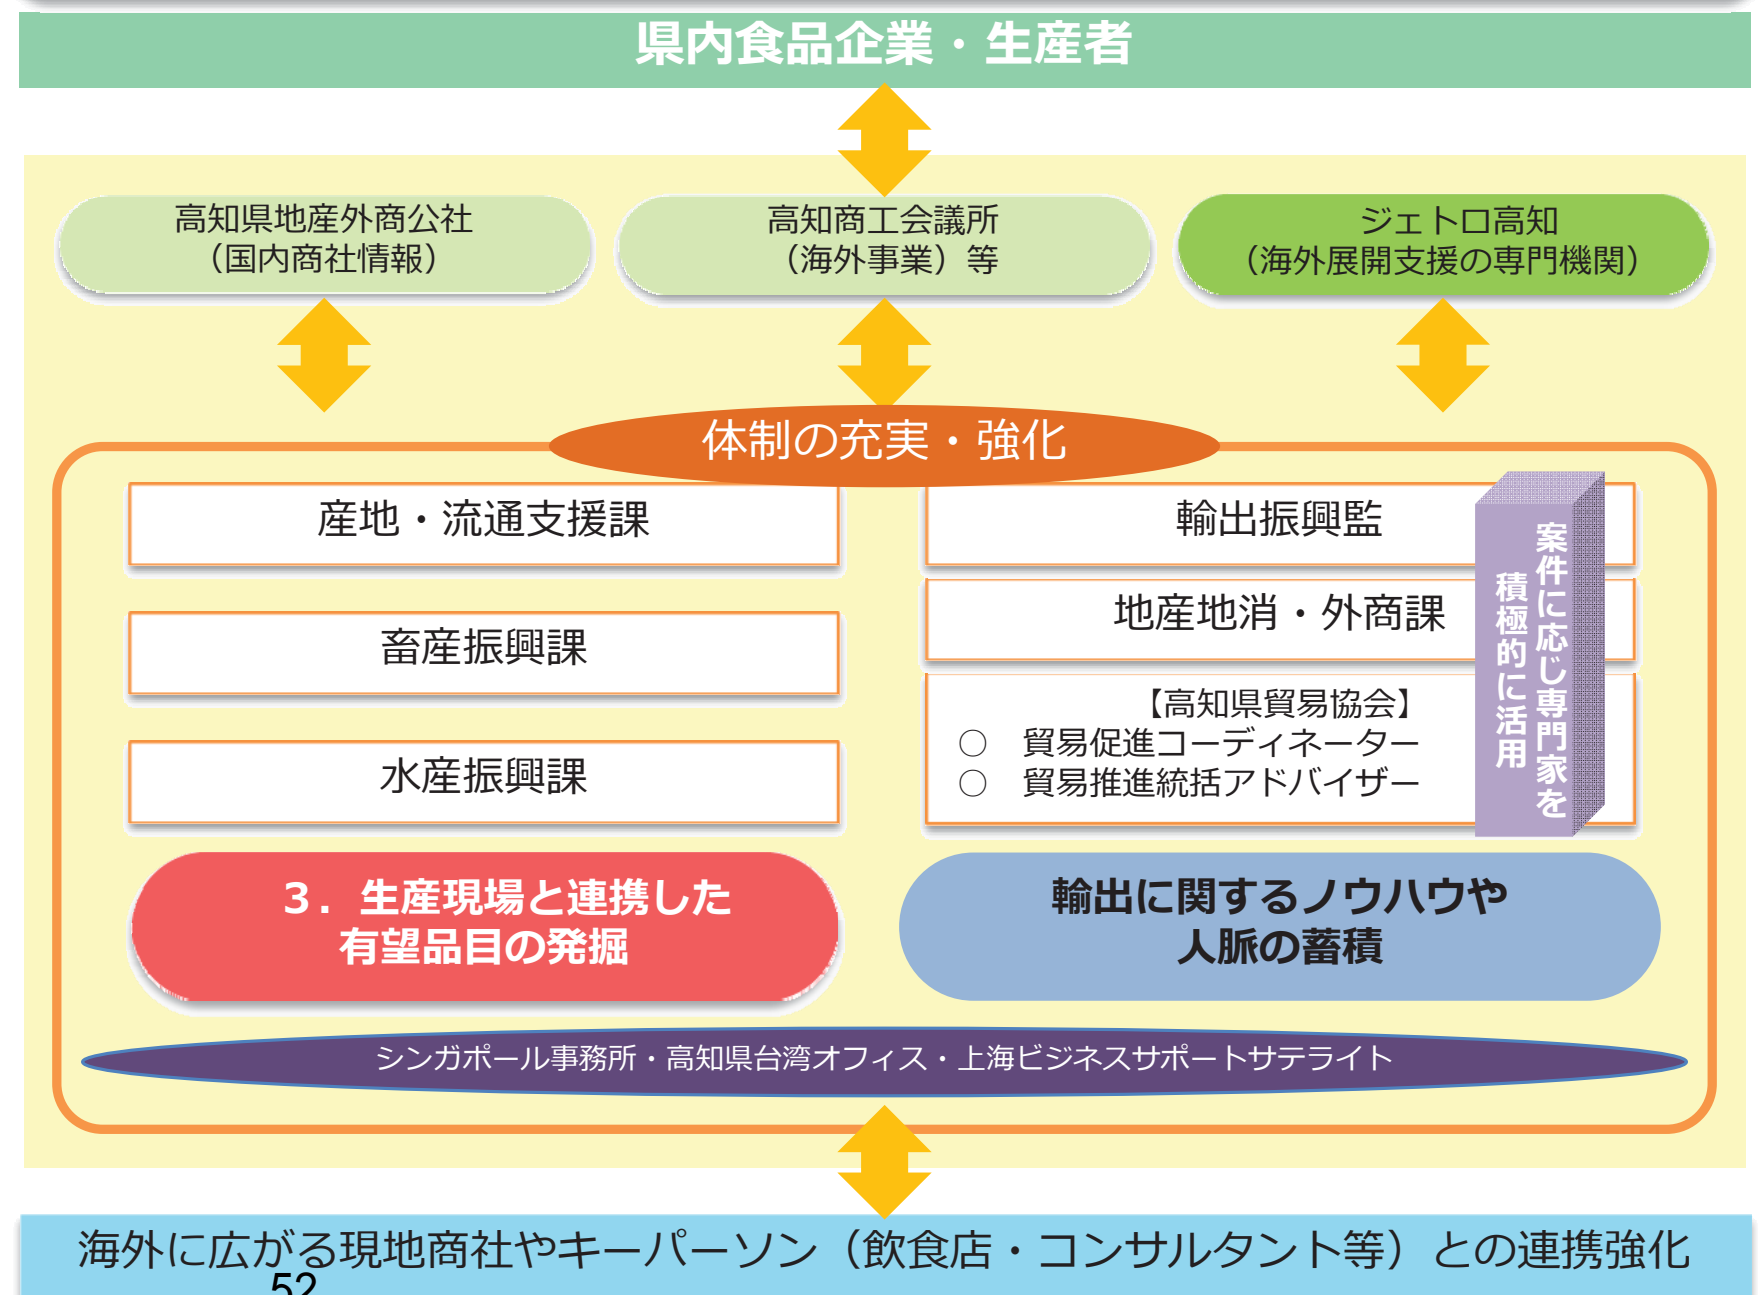 県内食品企業・生産者
高知県地産外商公社
（国内商社情報）
高知商工会議所
（海外事業）等
ジェトロ高知
（海外展開支援の専門機関）
体制の充実・強化
産地・流通支援課
畜産振興課
水産振興課
輸出振興監
地産地消・外商課
【高知県貿易協会】
○　貿易促進コーディネーター
○　貿易推進統括アドバイザー
案件に応じ専門家を
積極的に活用
３．生産現場と連携した
有望品目の発掘
輸出に関するノウハウや
人脈の蓄積
シンガポール事務所・高知県台湾オフィス・上海ビジネスサポートサテライト
海外に広がる現地商社やキーパーソン（飲食店・コンサルタント等）との連携強化
52